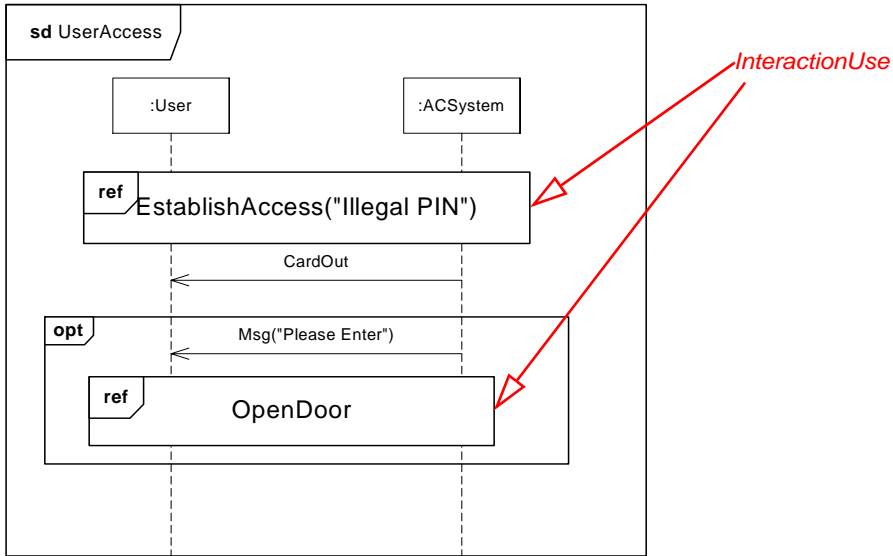 sd UserAccess
InteractionUse
:User
:ACSystem
ref
EstablishAccess("Illegal PIN")
CardOut
opt
Msg("Please Enter")
ref
OpenDoor